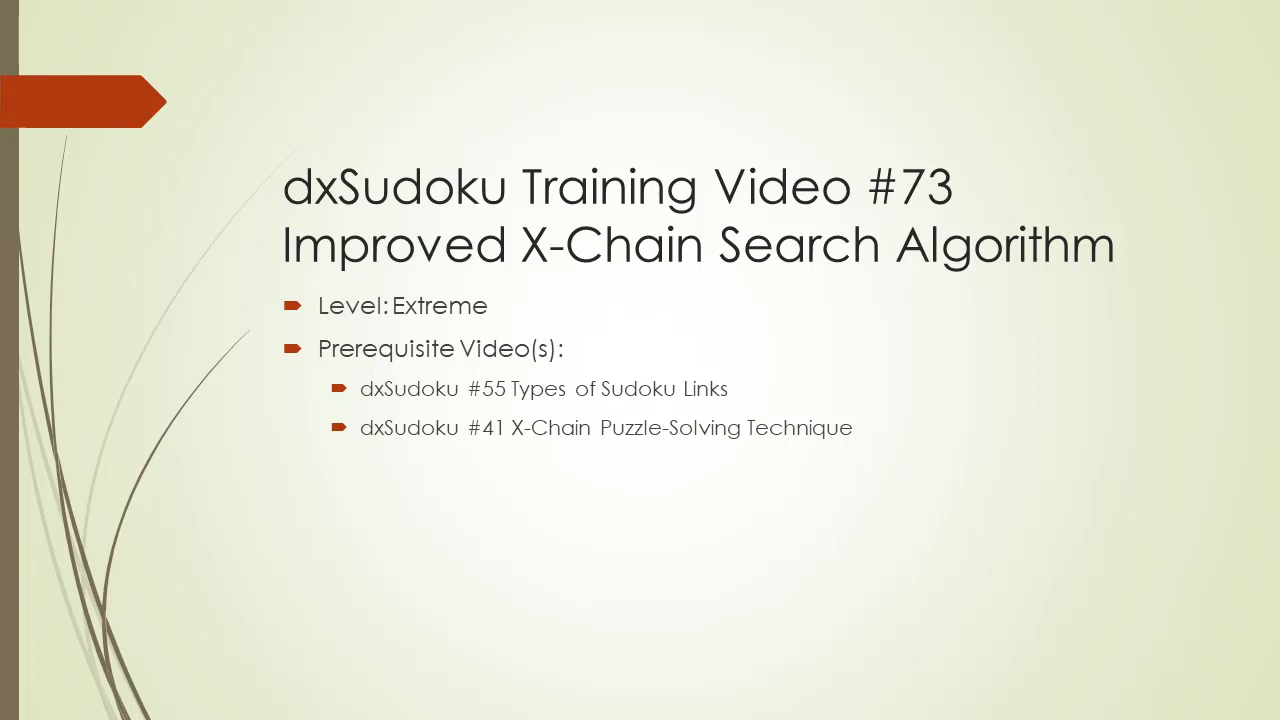 dxSudoku Training Video #73
Improved X-Chain Search Algorithm
Level: Extreme
Prerequisite Video(s):
dxSudoku #55 Types of Sudoku Links
dxSudoku #41 X-Chain Puzzle-Solving Technique